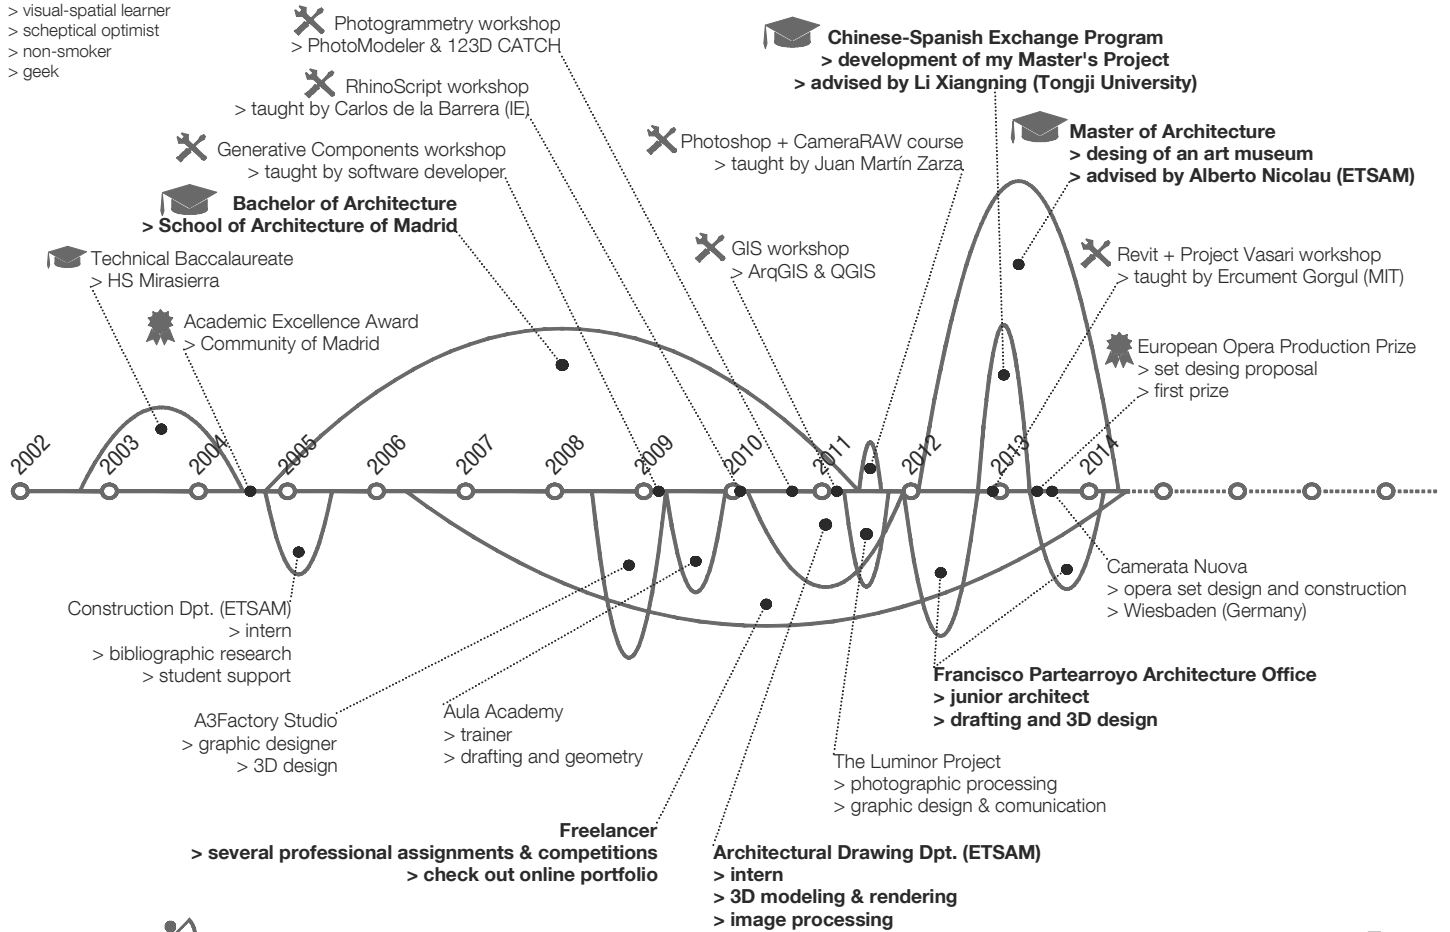 > visual-spatial learner
> scheptical optimist
> non-smoker
> geek
Photogrammetry workshop
> PhotoModeler & 123D CATCH
RhinoScript workshop
> taught by Carlos de la Barrera (IE)
Generative Components workshop
> taught by software developer
Bachelor of Architecture
> School of Architecture of Madrid
Technical Baccalaureate
> HS Mirasierra
Academic Excellence Award
> Community of Madrid
Chinese-Spanish Exchange Program
> development of my Master's Project
> advised by Li Xiangning (Tongji University)
Photoshop + CameraRAW course
> taught by Juan Martín Zarza
Master of Architecture
> desing of an art museum
> advised by Alberto Nicolau (ETSAM)
GIS workshop
> ArqGIS & QGIS
Revit + Project Vasari workshop
> taught by Ercument Gorgul (MIT)
European Opera Production Prize
> set desing proposal
> first prize
2002
2003
2004
2005
2006
2007
2008
2009
2010
2011
2012
2013
2014
Construction Dpt. (ETSAM)
> intern
> bibliographic research
> student support
A3Factory Studio
> graphic designer
> 3D design
Aula Academy
> trainer
> drafting and geometry
Freelancer
> several professional assignments & competitions
> check out online portfolio
Architectural Drawing Dpt. (ETSAM)
> intern
> 3D modeling & rendering
> image processing
The Luminor Project
> photographic processing
> graphic design & comunication
Francisco Partearroyo Architecture Office
> junior architect
> drafting and 3D design
Camerata Nuova
> opera set design and construction
> Wiesbaden (Germany)